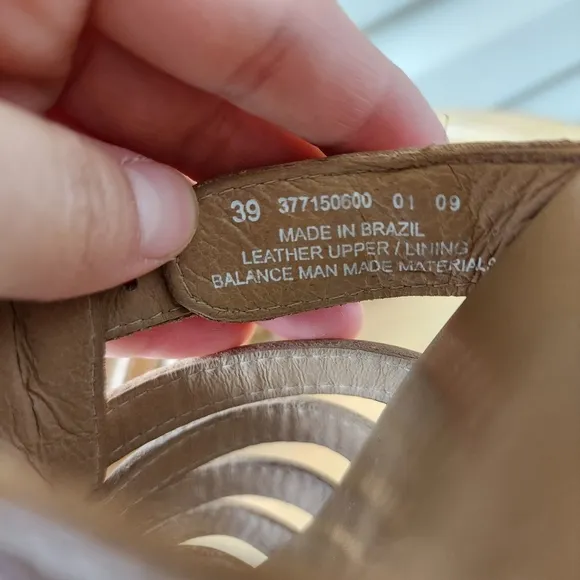 39 377150600 01 09
MADE IN BRAZIL
LEATHER UPPER / LINING
BALANCE MAN MADE MATERIALS